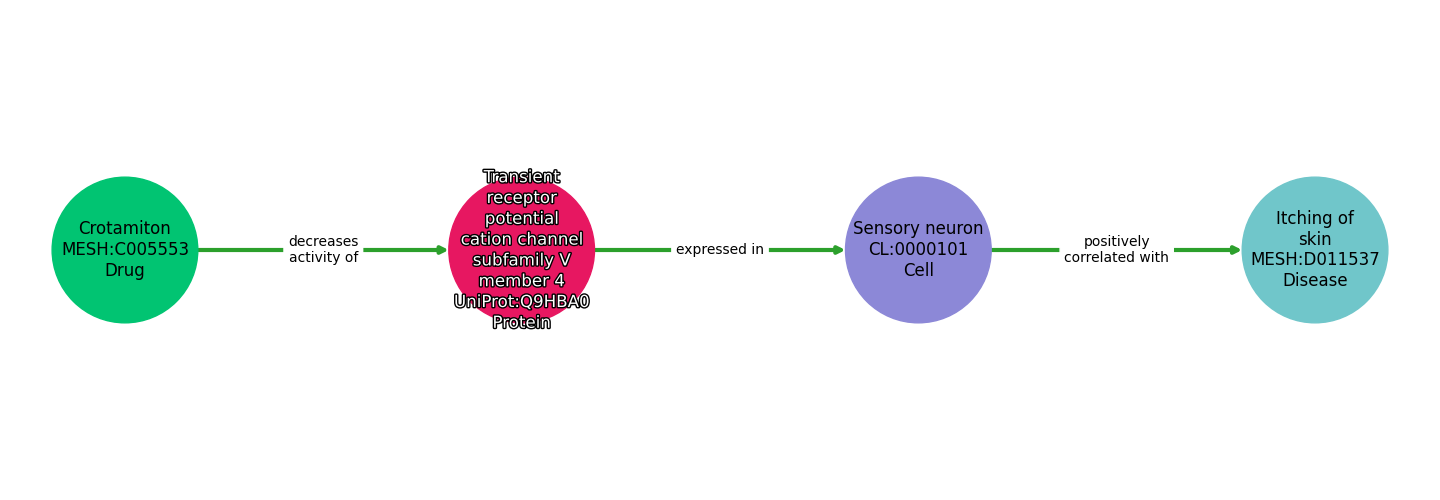 Crotamiton
MESH:C005553
Drug
decreases
activity of
Transient
receptor
potential
cation channel
subfamily V
member 4
UniProt:Q9HBA0
Protein
expressed in
Sensory neuron
CL:0000101
Cell
positively
correlated with
Itching of
skin
MESH:D011537
Disease